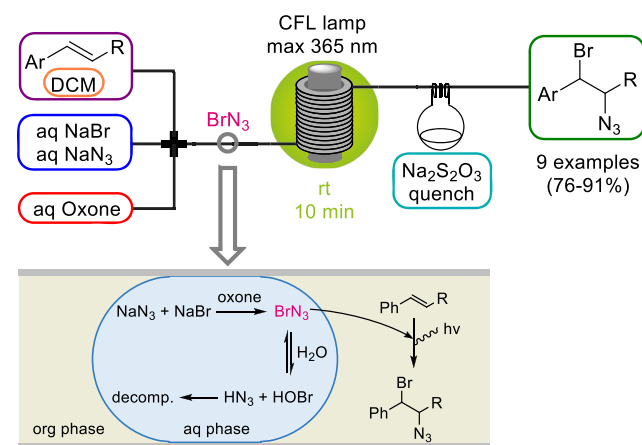 CFL lamp
max 365 nm
Ar
R
DCM
BrN₃
aq NaBr
aq NaN₃
aq Oxone
rt
10 min
Na₂S₂O₃
quench
Br
Ar
R
N₃
9 examples
(76-91%)
NaN₃ + NaBr
oxone
BrN₃
H₂O
decomp.
HN₃ + HOBr
Ph
R
hν
Br
Ph
R
N₃
org phase
aq phase